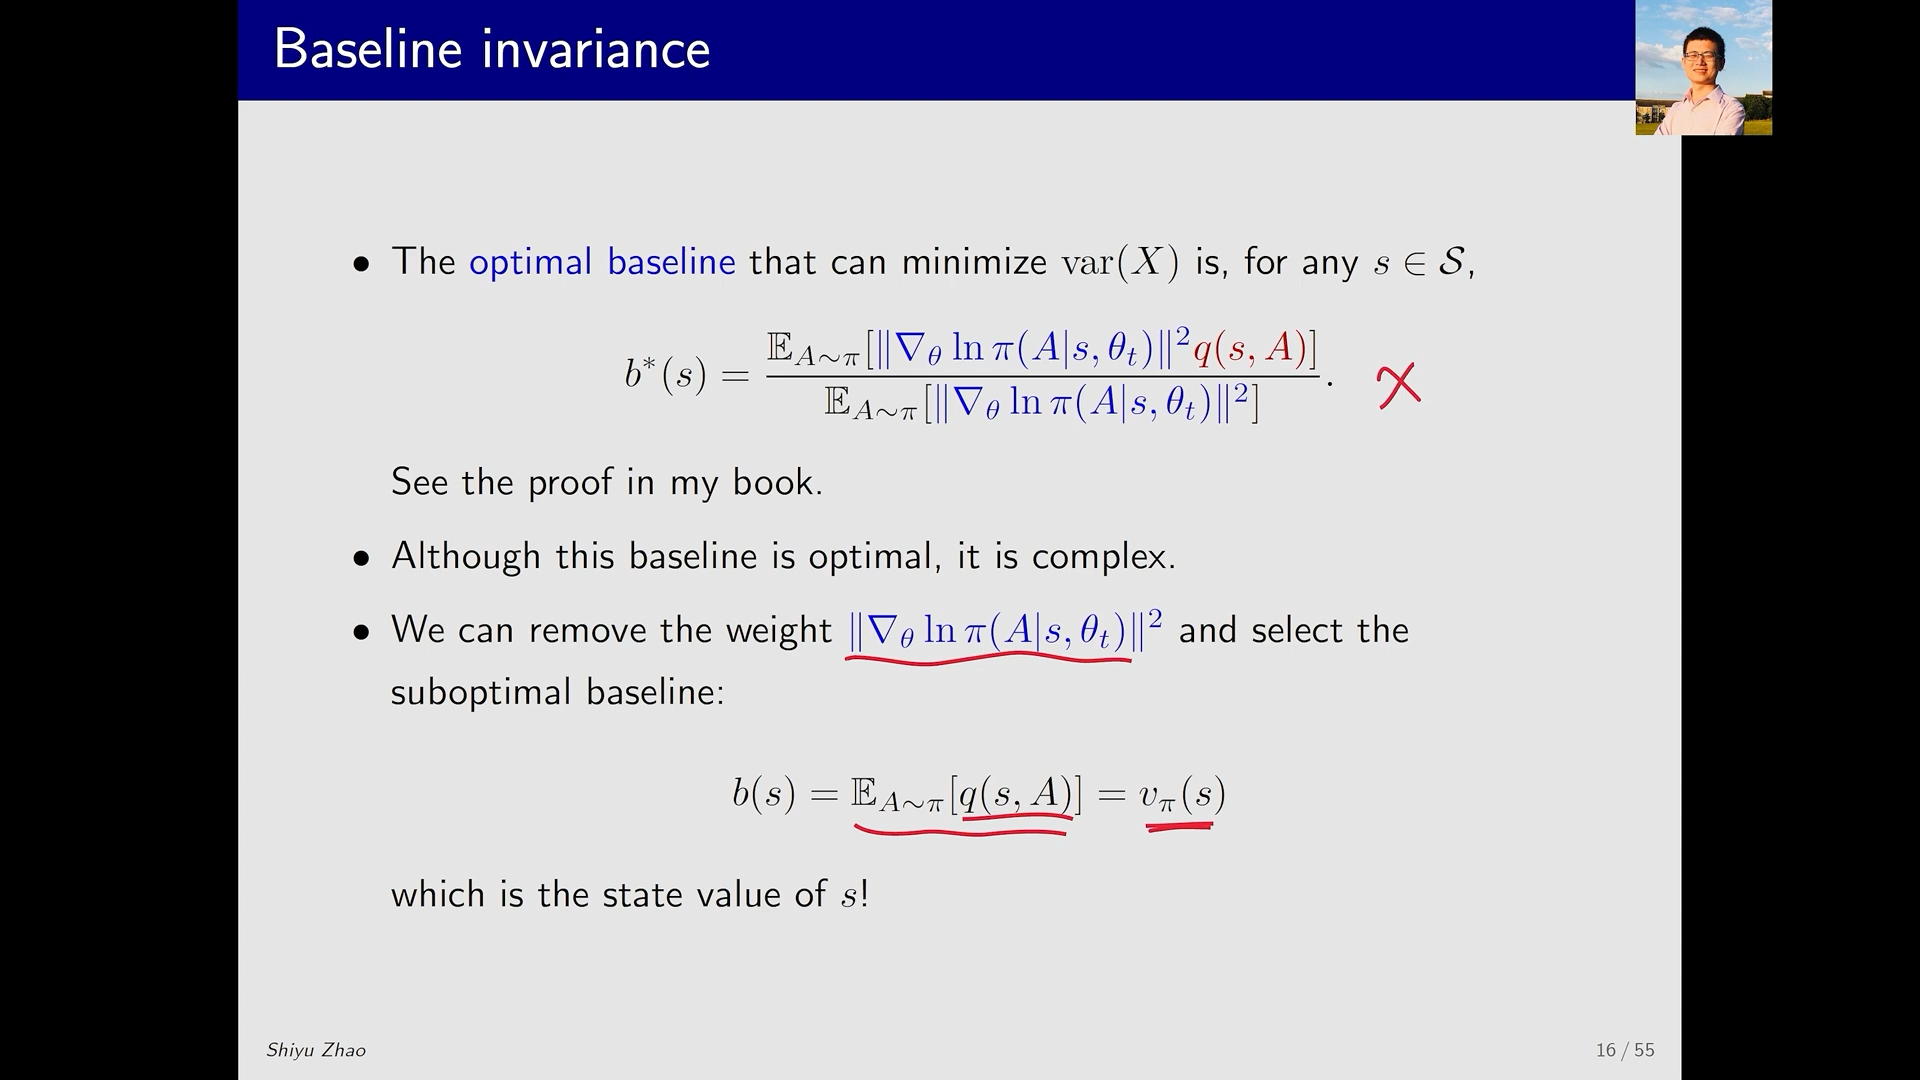 Baseline invariance
• The optimal baseline that can minimize var(X) is, for any s ∈ 𝒮,
b*(s) = 𝔼_{A∼π}[‖∇_θ ln π(A|s, θ_t)‖² q(s, A)] / 𝔼_{A∼π}[‖∇_θ ln π(A|s, θ_t)‖²].
See the proof in my book.
• Although this baseline is optimal, it is complex.
• We can remove the weight ‖∇_θ ln π(A|s, θ_t)‖² and select the
suboptimal baseline:
b(s) = 𝔼_{A∼π}[q(s, A)] = v_π(s)
which is the state value of s!
Shiyu Zhao
16 / 55